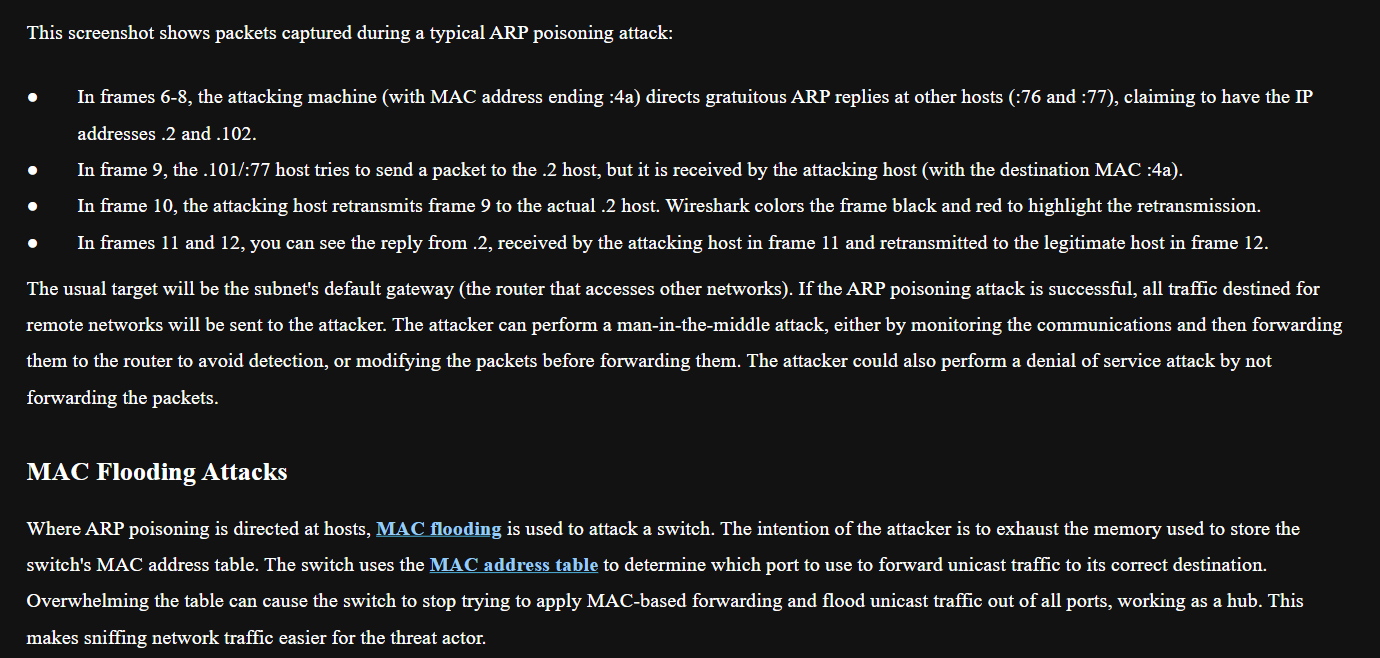 This screenshot shows packets captured during a typical ARP poisoning attack:
● In frames 6-8, the attacking machine (with MAC address ending :4a) directs gratuitous ARP replies at other hosts (:76 and :77), claiming to have the IP
addresses .2 and .102.
● In frame 9, the .101/:77 host tries to send a packet to the .2 host, but it is received by the attacking host (with the destination MAC :4a).
● In frame 10, the attacking host retransmits frame 9 to the actual .2 host. Wireshark colors the frame black and red to highlight the retransmission.
● In frames 11 and 12, you can see the reply from .2, received by the attacking host in frame 11 and retransmitted to the legitimate host in frame 12.
The usual target will be the subnet's default gateway (the router that accesses other networks). If the ARP poisoning attack is successful, all traffic destined for
remote networks will be sent to the attacker. The attacker can perform a man-in-the-middle attack, either by monitoring the communications and then forwarding
them to the router to avoid detection, or modifying the packets before forwarding them. The attacker could also perform a denial of service attack by not
forwarding the packets.
MAC Flooding Attacks
Where ARP poisoning is directed at hosts, MAC flooding is used to attack a switch. The intention of the attacker is to exhaust the memory used to store the
switch's MAC address table. The switch uses the MAC address table to determine which port to use to forward unicast traffic to its correct destination.
Overwhelming the table can cause the switch to stop trying to apply MAC-based forwarding and flood unicast traffic out of all ports, working as a hub. This
makes sniffing network traffic easier for the threat actor.